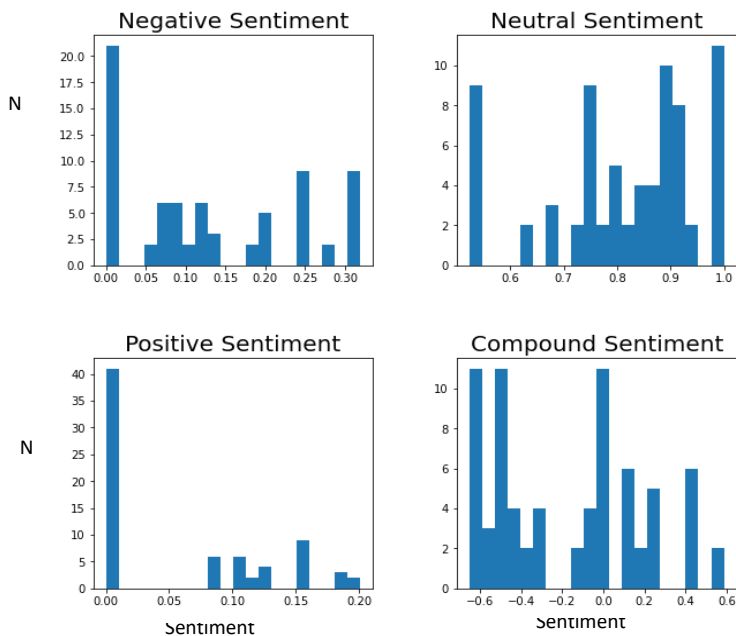 Negative Sentiment
20.0
17.5
15.0
12.5
10.0
7.5
5.0
2.5
0.0
0.00 0.05 0.10 0.15 0.20 0.25 0.30
N
Neutral Sentiment
10
8
6
4
2
0
0.6 0.7 0.8 0.9 1.0
Positive Sentiment
40
35
30
25
20
15
10
5
0
0.00 0.05 0.10 0.15 0.20
N
Sentiment
Compound Sentiment
10
8
6
4
2
0
−0.6 −0.4 −0.2 0.0 0.2 0.4 0.6
Sentiment